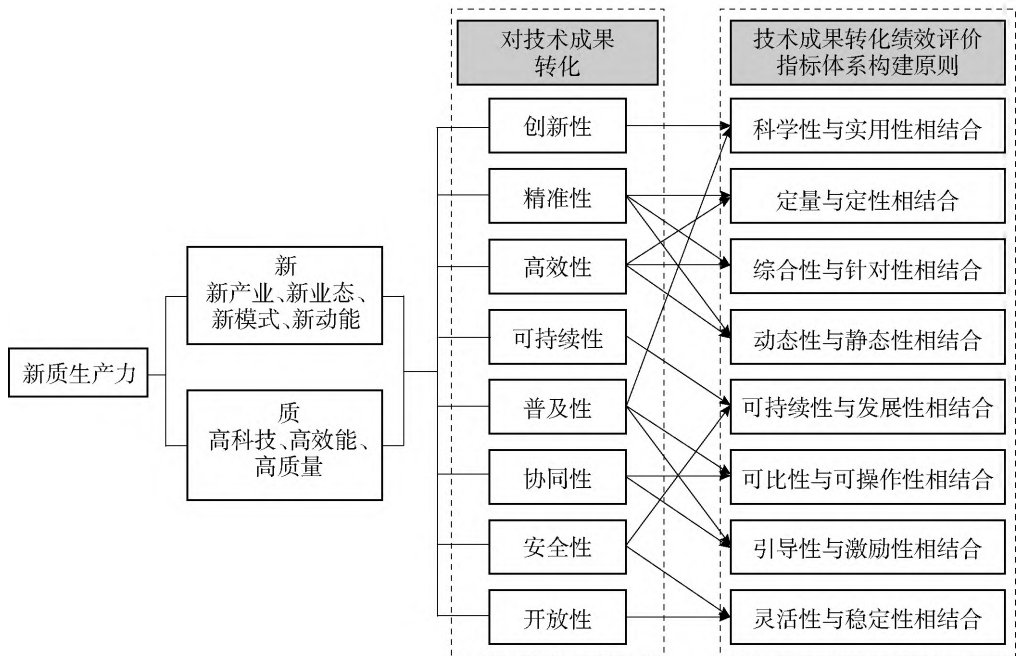 新质生产力
新
新产业、新业态、
新模式、新动能
质
高科技、高效能、
高质量
对技术成果
转化
创新性
精准性
高效性
可持续性
普及性
协同性
安全性
开放性
技术成果转化绩效评价
指标体系构建原则
科学性与实用性相结合
定量与定性相结合
综合性与针对性相结合
动态性与静态性相结合
可持续性与发展性相结合
可比性与可操作性相结合
引导性与激励性相结合
灵活性与稳定性相结合